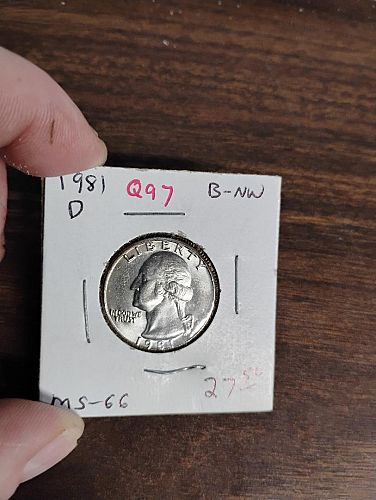 1981 Q97 B-NW
D
LIBERTY
IN GOD WE
TRUST
1981
MS-66
27.50